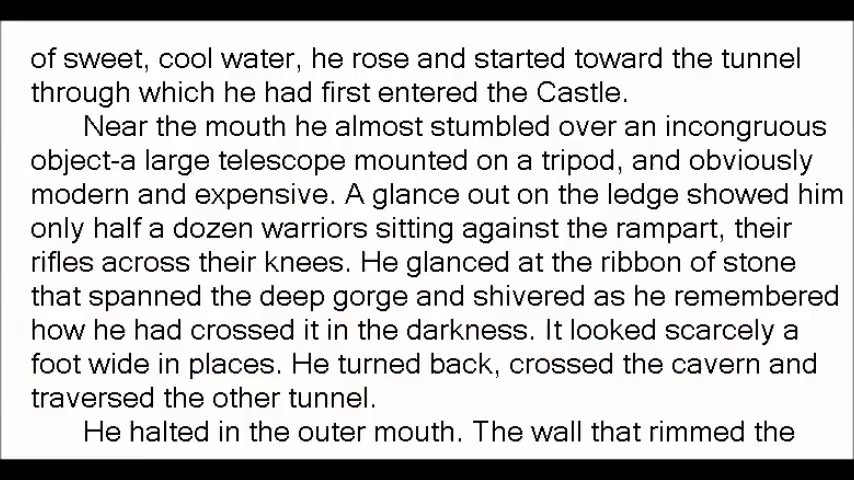 of sweet, cool water, he rose and started toward the tunnel
through which he had first entered the Castle.
Near the mouth he almost stumbled over an incongruous
object-a large telescope mounted on a tripod, and obviously
modern and expensive. A glance out on the ledge showed him
only half a dozen warriors sitting against the rampart, their
rifles across their knees. He glanced at the ribbon of stone
that spanned the deep gorge and shivered as he remembered
how he had crossed it in the darkness. It looked scarcely a
foot wide in places. He turned back, crossed the cavern and
traversed the other tunnel.
He halted in the outer mouth. The wall that rimmed the